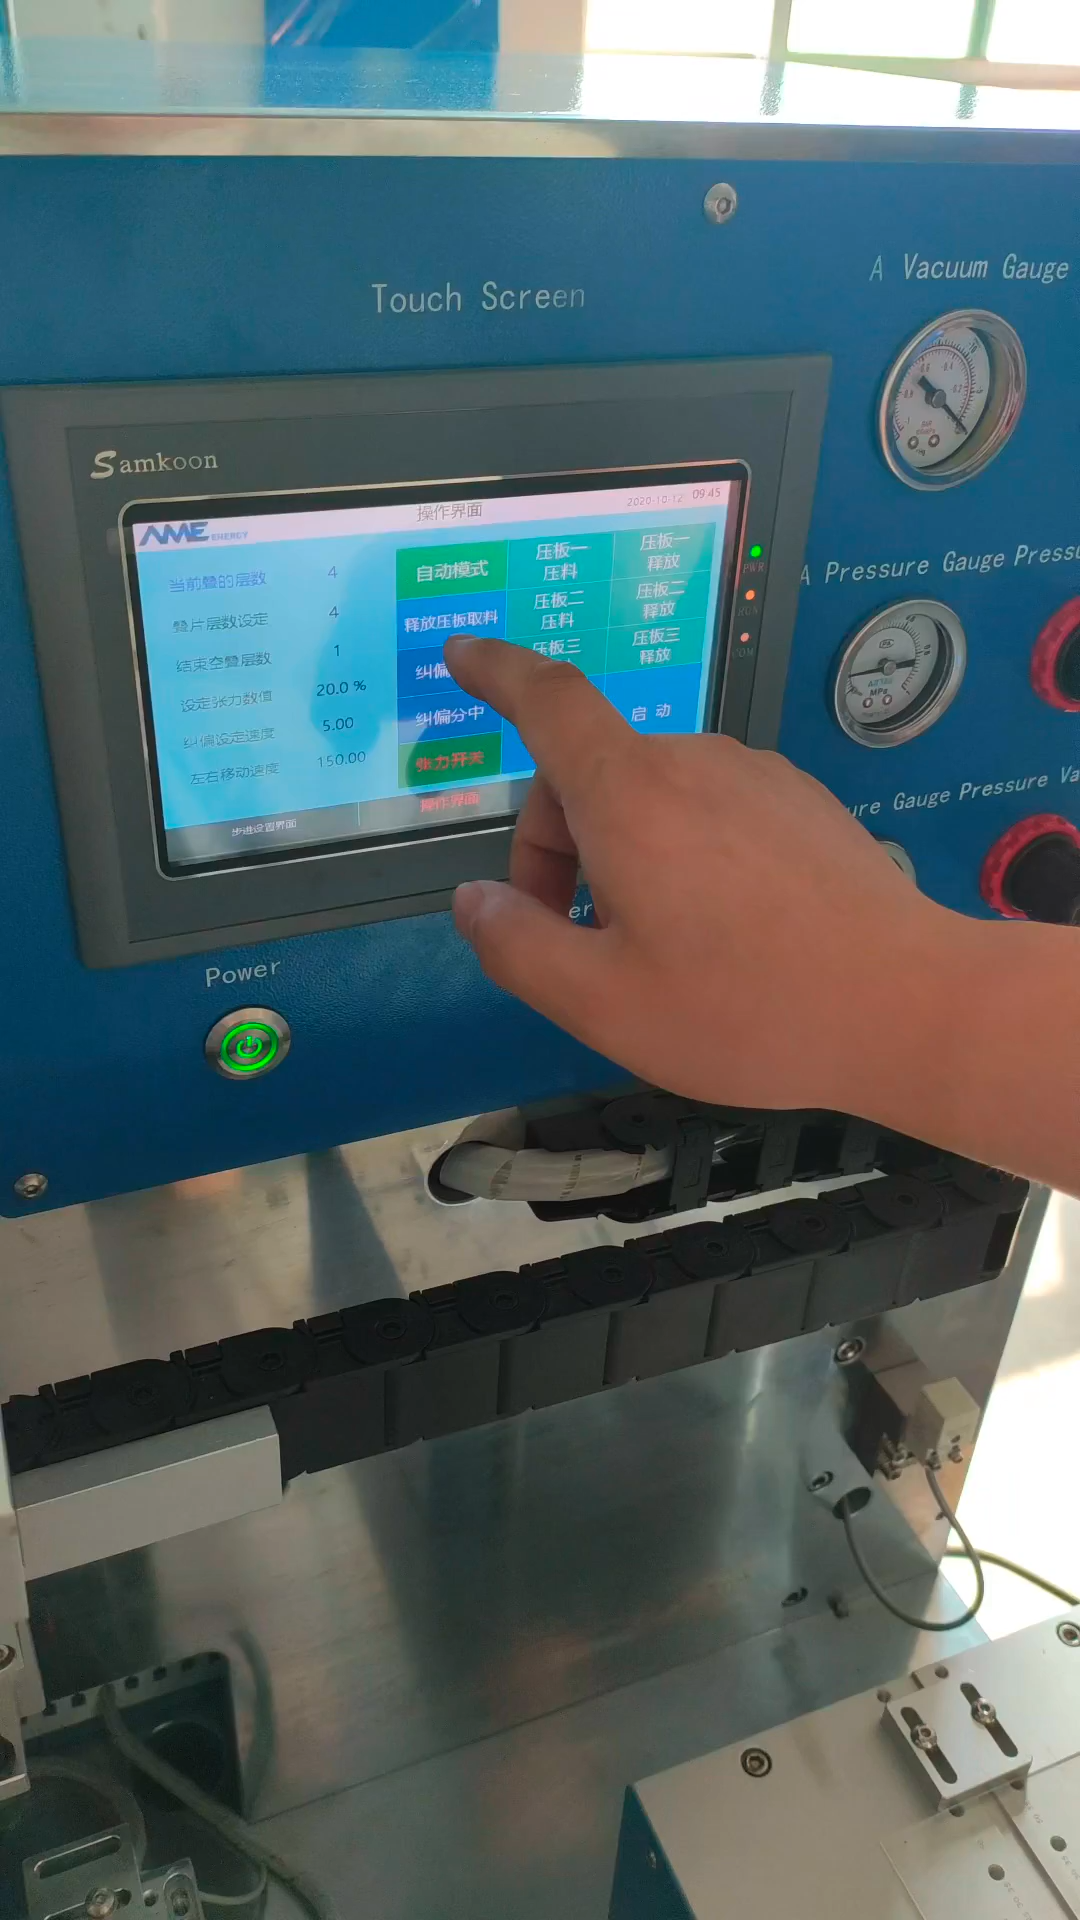 A Vacuum Gauge
Touch Screen
Samkoon
AME ENERGY
操作界面
2020-10-12 09:45
当前叠的层数 4
叠片层数设定 4
结束空叠层数 1
设定张力数值 20.0 %
纠偏设定速度 5.00
左右移动速度 150.00
自动模式
释放压板取料
纠偏
纠偏分中
张力开关
压板一
压料
压板二
压料
压板三
压板一
释放
压板二
释放
压板三
释放
启动
步进设置界面
操作界面
PWR
RUN
COM
A Pressure Gauge
MPa
Gauge Pressure
Power